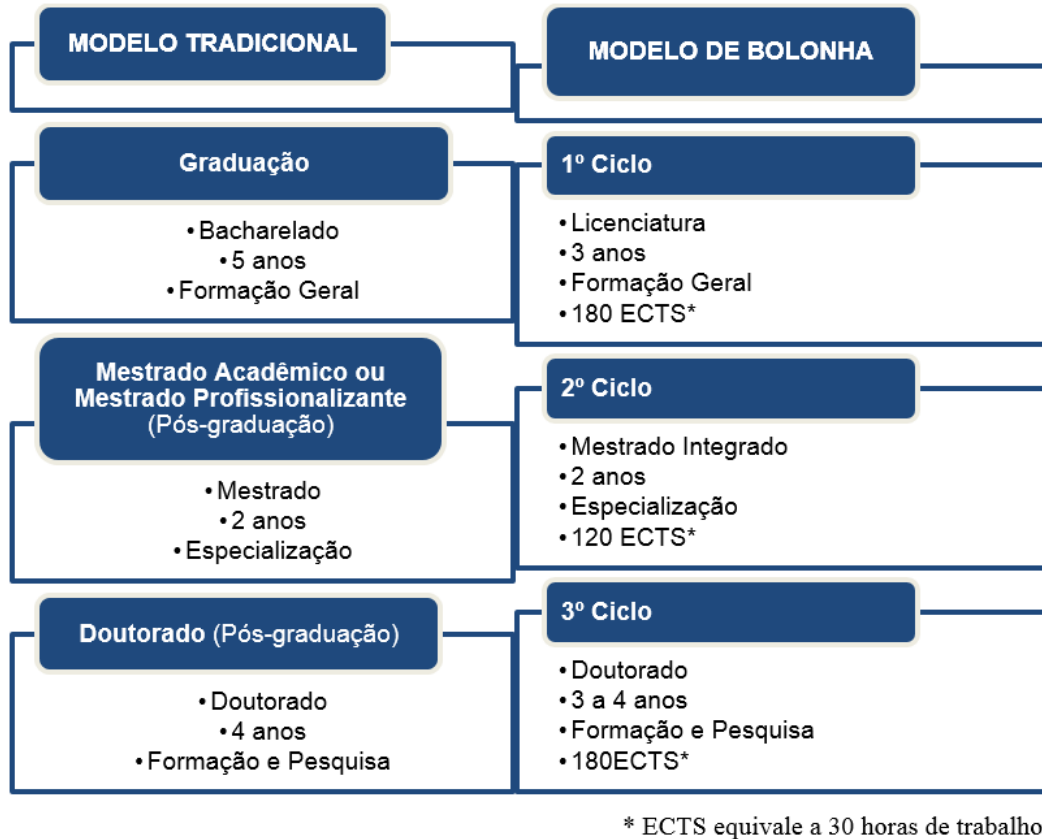 MODELO TRADICIONAL
MODELO DE BOLONHA
Graduação
• Bacharelado
• 5 anos
• Formação Geral
1º Ciclo
• Licenciatura
• 3 anos
• Formação Geral
• 180 ECTS*
Mestrado Acadêmico ou
Mestrado Profissionalizante
(Pós-graduação)
• Mestrado
• 2 anos
• Especialização
2º Ciclo
• Mestrado Integrado
• 2 anos
• Especialização
• 120 ECTS*
Doutorado (Pós-graduação)
• Doutorado
• 4 anos
• Formação e Pesquisa
3º Ciclo
• Doutorado
• 3 a 4 anos
• Formação e Pesquisa
• 180ECTS*
* ECTS equivale a 30 horas de trabalho